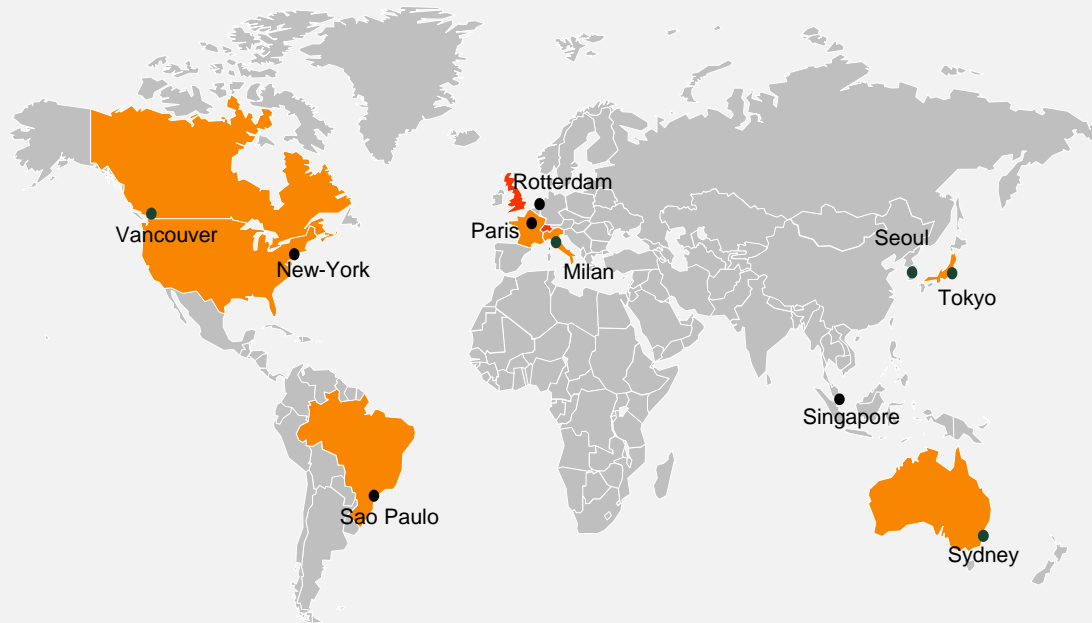 Rotterdam
Paris
Seoul
Vancouver
New-York
Milan
Tokyo
Singapore
Sao Paulo
Sydney